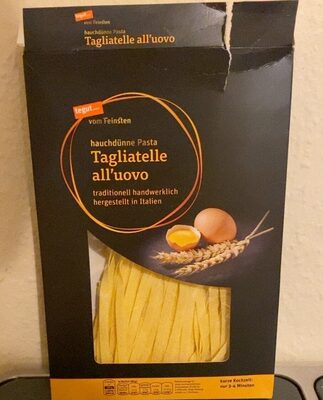 tegut...
vom Feinsten
hauchdünne Pasta
Tagliatelle all'uovo
tegut...
vom Feinsten
hauchdünne Pasta
Tagliatelle
all'uovo
traditionell handwerklich
hergestellt in Italien
kurze Kochzeit:
nur 3-4 Minuten